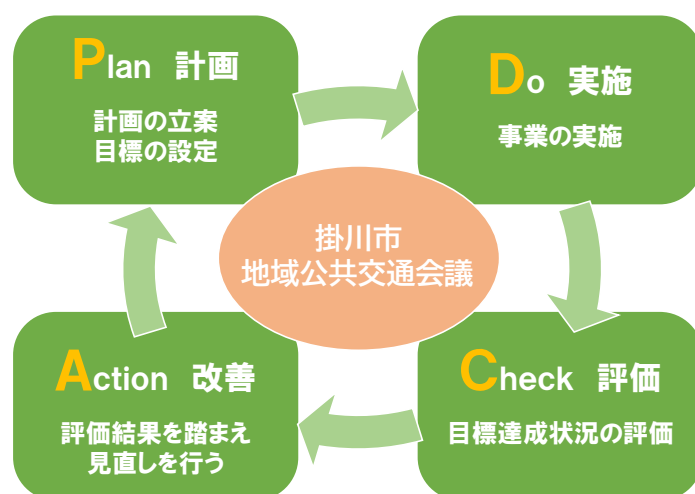 Plan 計画
計画の立案
目標の設定
Do 実施
事業の実施
掛川市
地域公共交通会議
Action 改善
評価結果を踏まえ
見直しを行う
Check 評価
目標達成状況の評価